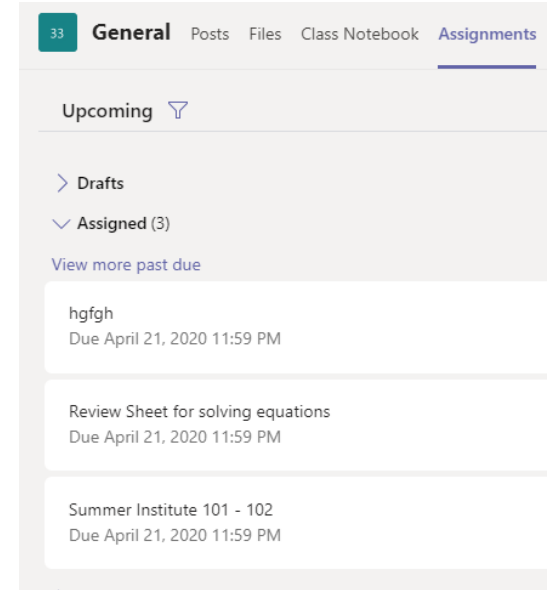 33 General Posts Files Class Notebook Assignments
Upcoming
Drafts
Assigned (3)
View more past due
hgfgh
Due April 21, 2020 11:59 PM
Review Sheet for solving equations
Due April 21, 2020 11:59 PM
Summer Institute 101 - 102
Due April 21, 2020 11:59 PM